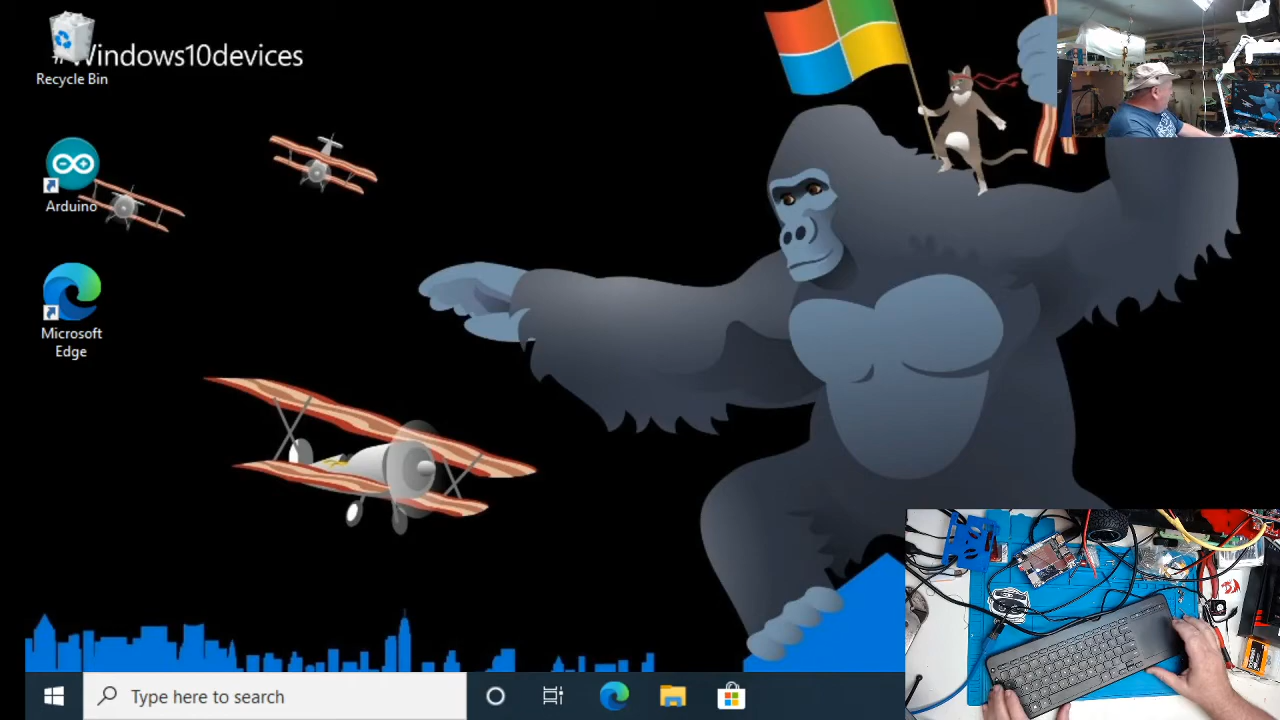 #Windows10devices
Recycle Bin
Arduino
Microsoft
Edge
Type here to search